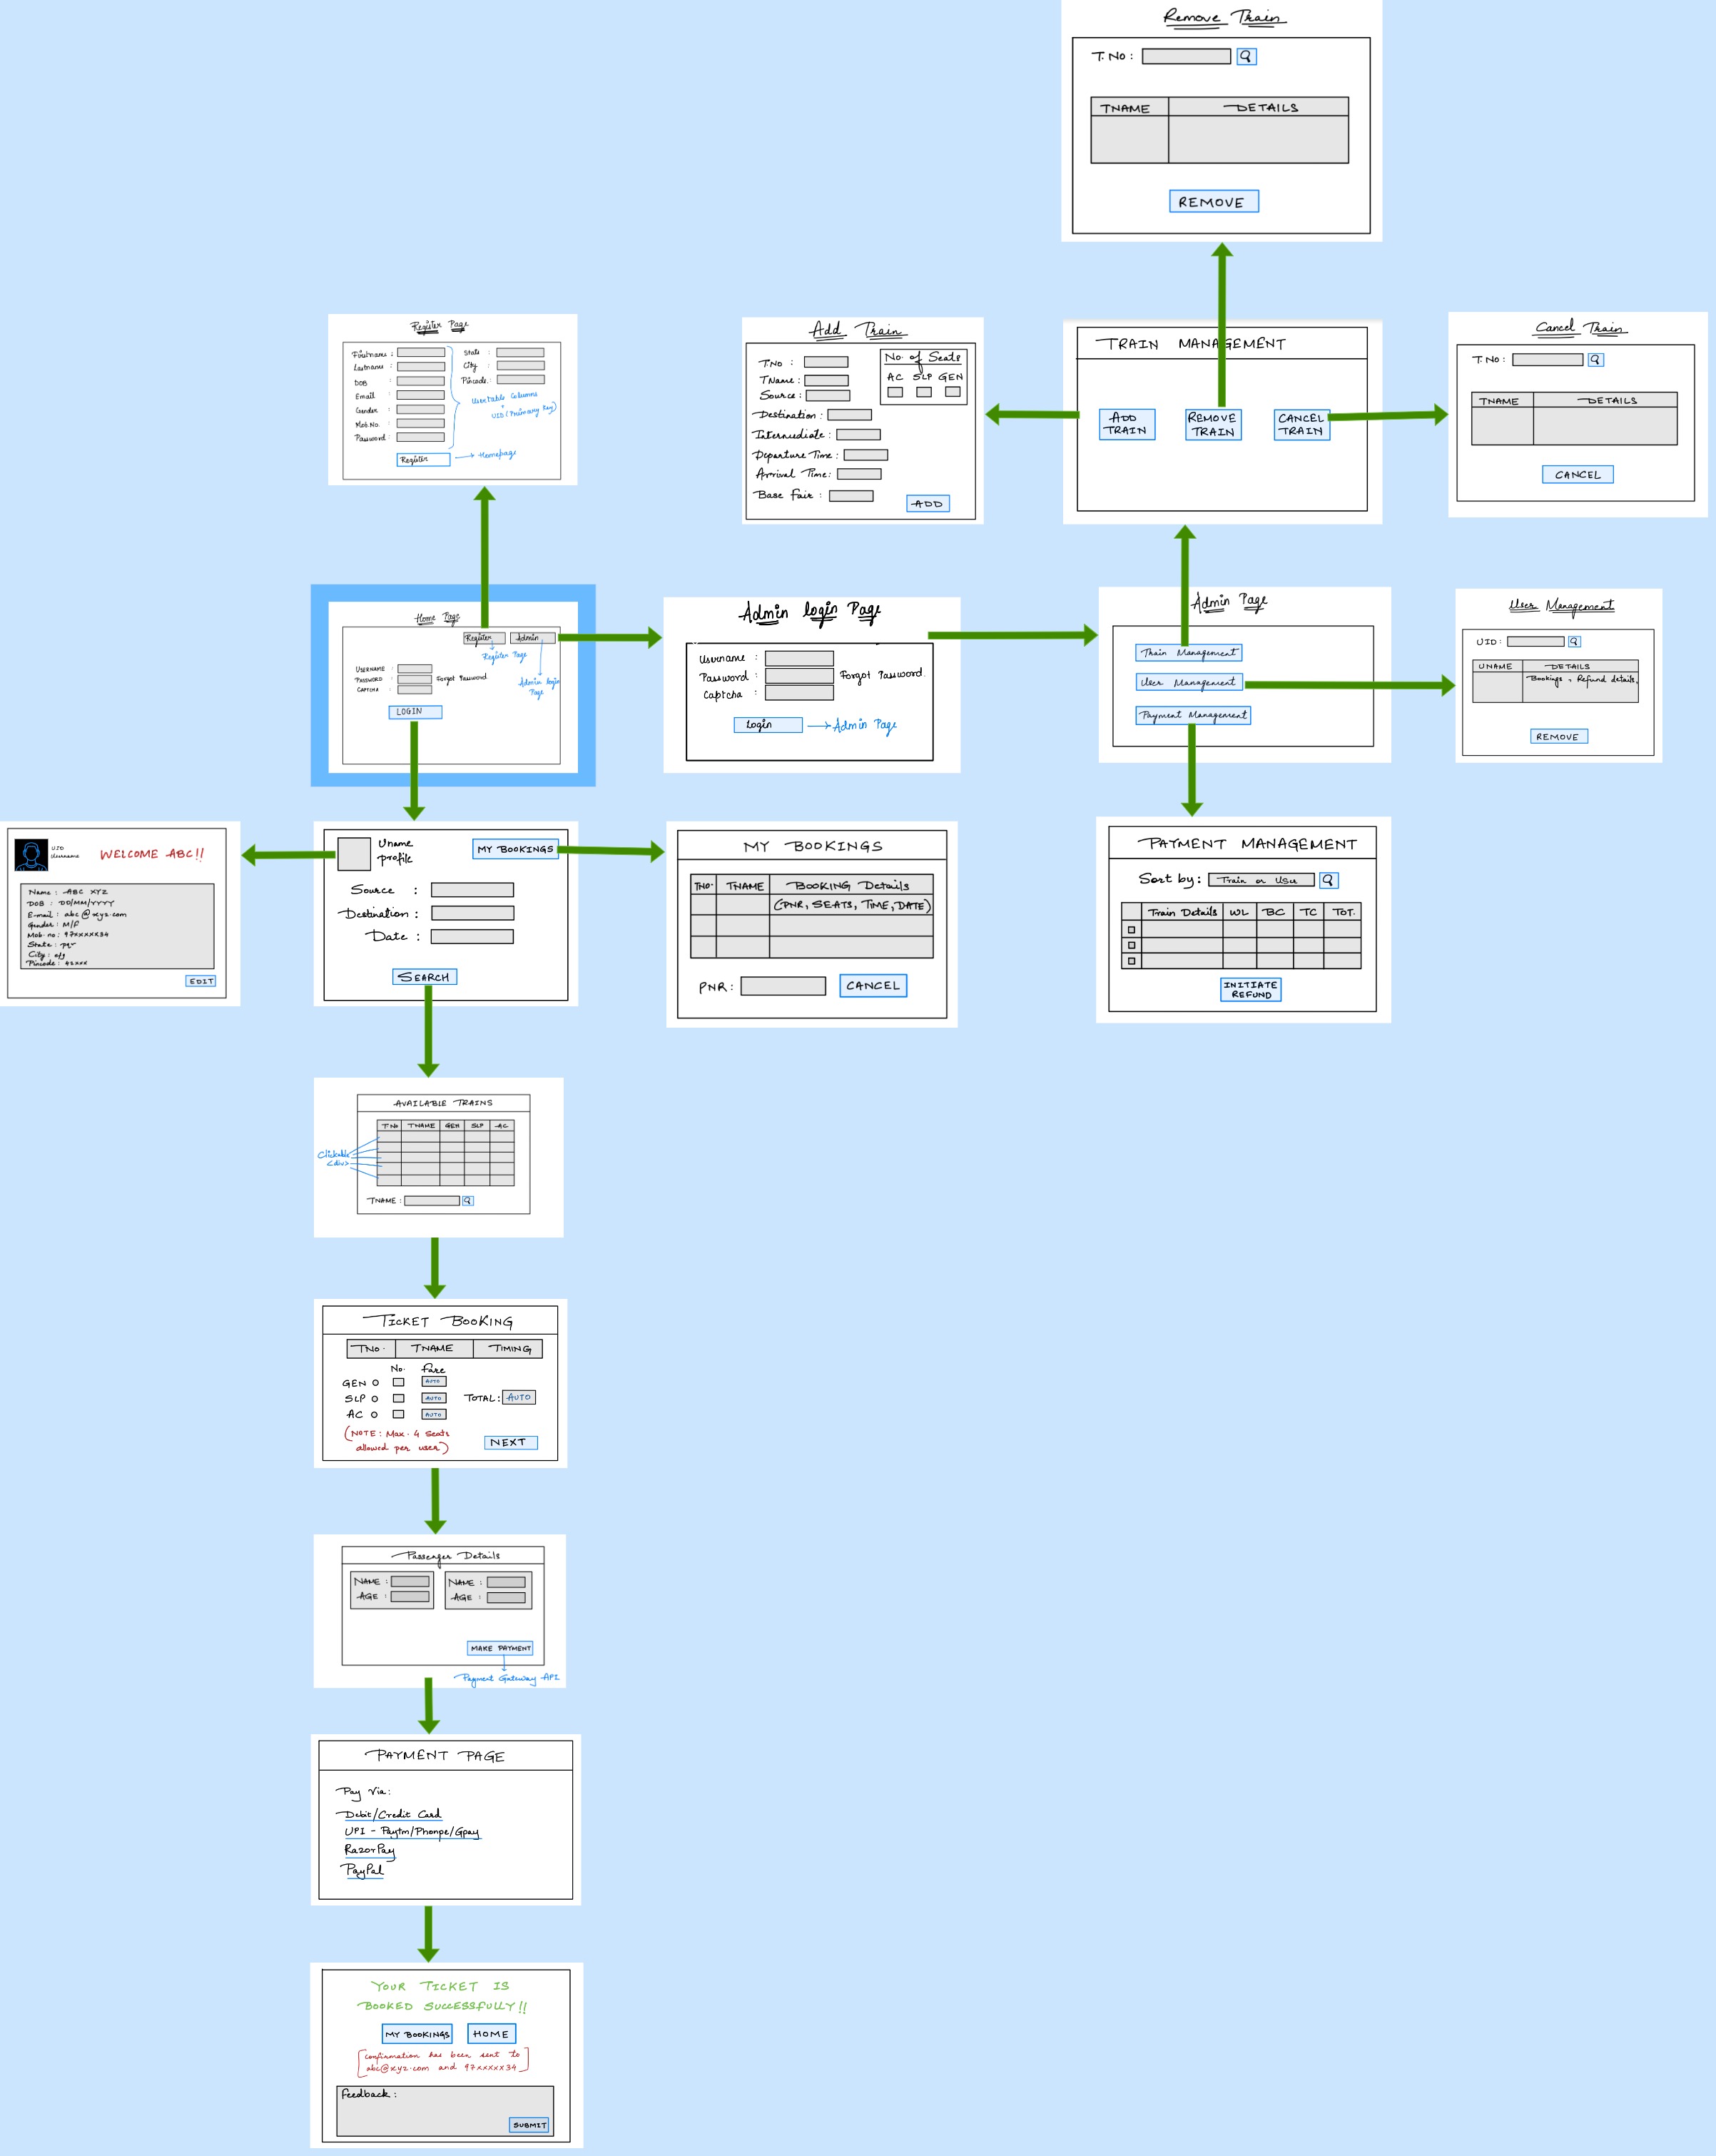 Remove Train
T.No :
TNAME DETAILS
REMOVE
Register Page
Firstname :
Lastname :
DOB :
Email :
Gender :
Mob.No. :
Password :
State :
City :
Pincode :
UID (Primary Key)
Register → Homepage
Add Train
T.No :
TName :
Source :
Destination :
Intermediate :
Departure Time :
Arrival Time :
Base Fair :
No. of Seats
AC SLP GEN
ADD
TRAIN MANAGEMENT
ADD
TRAIN
REMOVE
TRAIN
CANCEL
TRAIN
Cancel Train
T.No :
TNAME DETAILS
CANCEL
Home Page
Register Admin
Register Page
Admin login
Page
USERNAME :
PASSWORD : Forgot Password
CAPTCHA :
LOGIN
Admin login Page
Username :
Password : Forgot Password.
Captcha :
Login → Admin Page
Admin Page
Train Management
User Management
Payment Management
User Management
UID :
UNAME DETAILS
Bookings, Refund details.
REMOVE
UID
Username
WELCOME ABC!!
Name : ABC XYZ
DOB : DD/MM/YYYY
E-mail : abc@xyz.com
Gender : M/F
Mob. no : 97xxxxxx34
State : pqr
City : efg
Pincode : 42xxx
EDIT
Uname
profile
MY BOOKINGS
Source :
Destination :
Date :
SEARCH
MY BOOKINGS
TNo. TNAME BOOKING Details
(PNR, SEATS, TIME, DATE)
PNR : CANCEL
PAYMENT MANAGEMENT
Sort by : Train or User
Train Details WL BC TC TOT.
INITIATE
REFUND
AVAILABLE TRAINS
T.No TNAME GEN SLP AC
Clickable
<div>
TNAME :
TICKET BOOKING
TNo. TNAME TIMING
No. Fare
GEN AUTO
SLP AUTO TOTAL : AUTO
AC AUTO
(NOTE : Max. 4 Seats
allowed per user)
NEXT
Passenger Details
NAME : NAME :
AGE : AGE :
MAKE PAYMENT
Payment Gateway API
PAYMENT PAGE
Pay Via :
Debit/Credit Card
UPI - Paytm/Phonpe/Gpay
RazorPay
PayPal
YOUR TICKET IS
BOOKED SUCCESSFULLY!!
MY BOOKINGS HOME
[confirmation has been sent to
abc@xyz.com and 97xxxxxx34]
Feedback :
SUBMIT